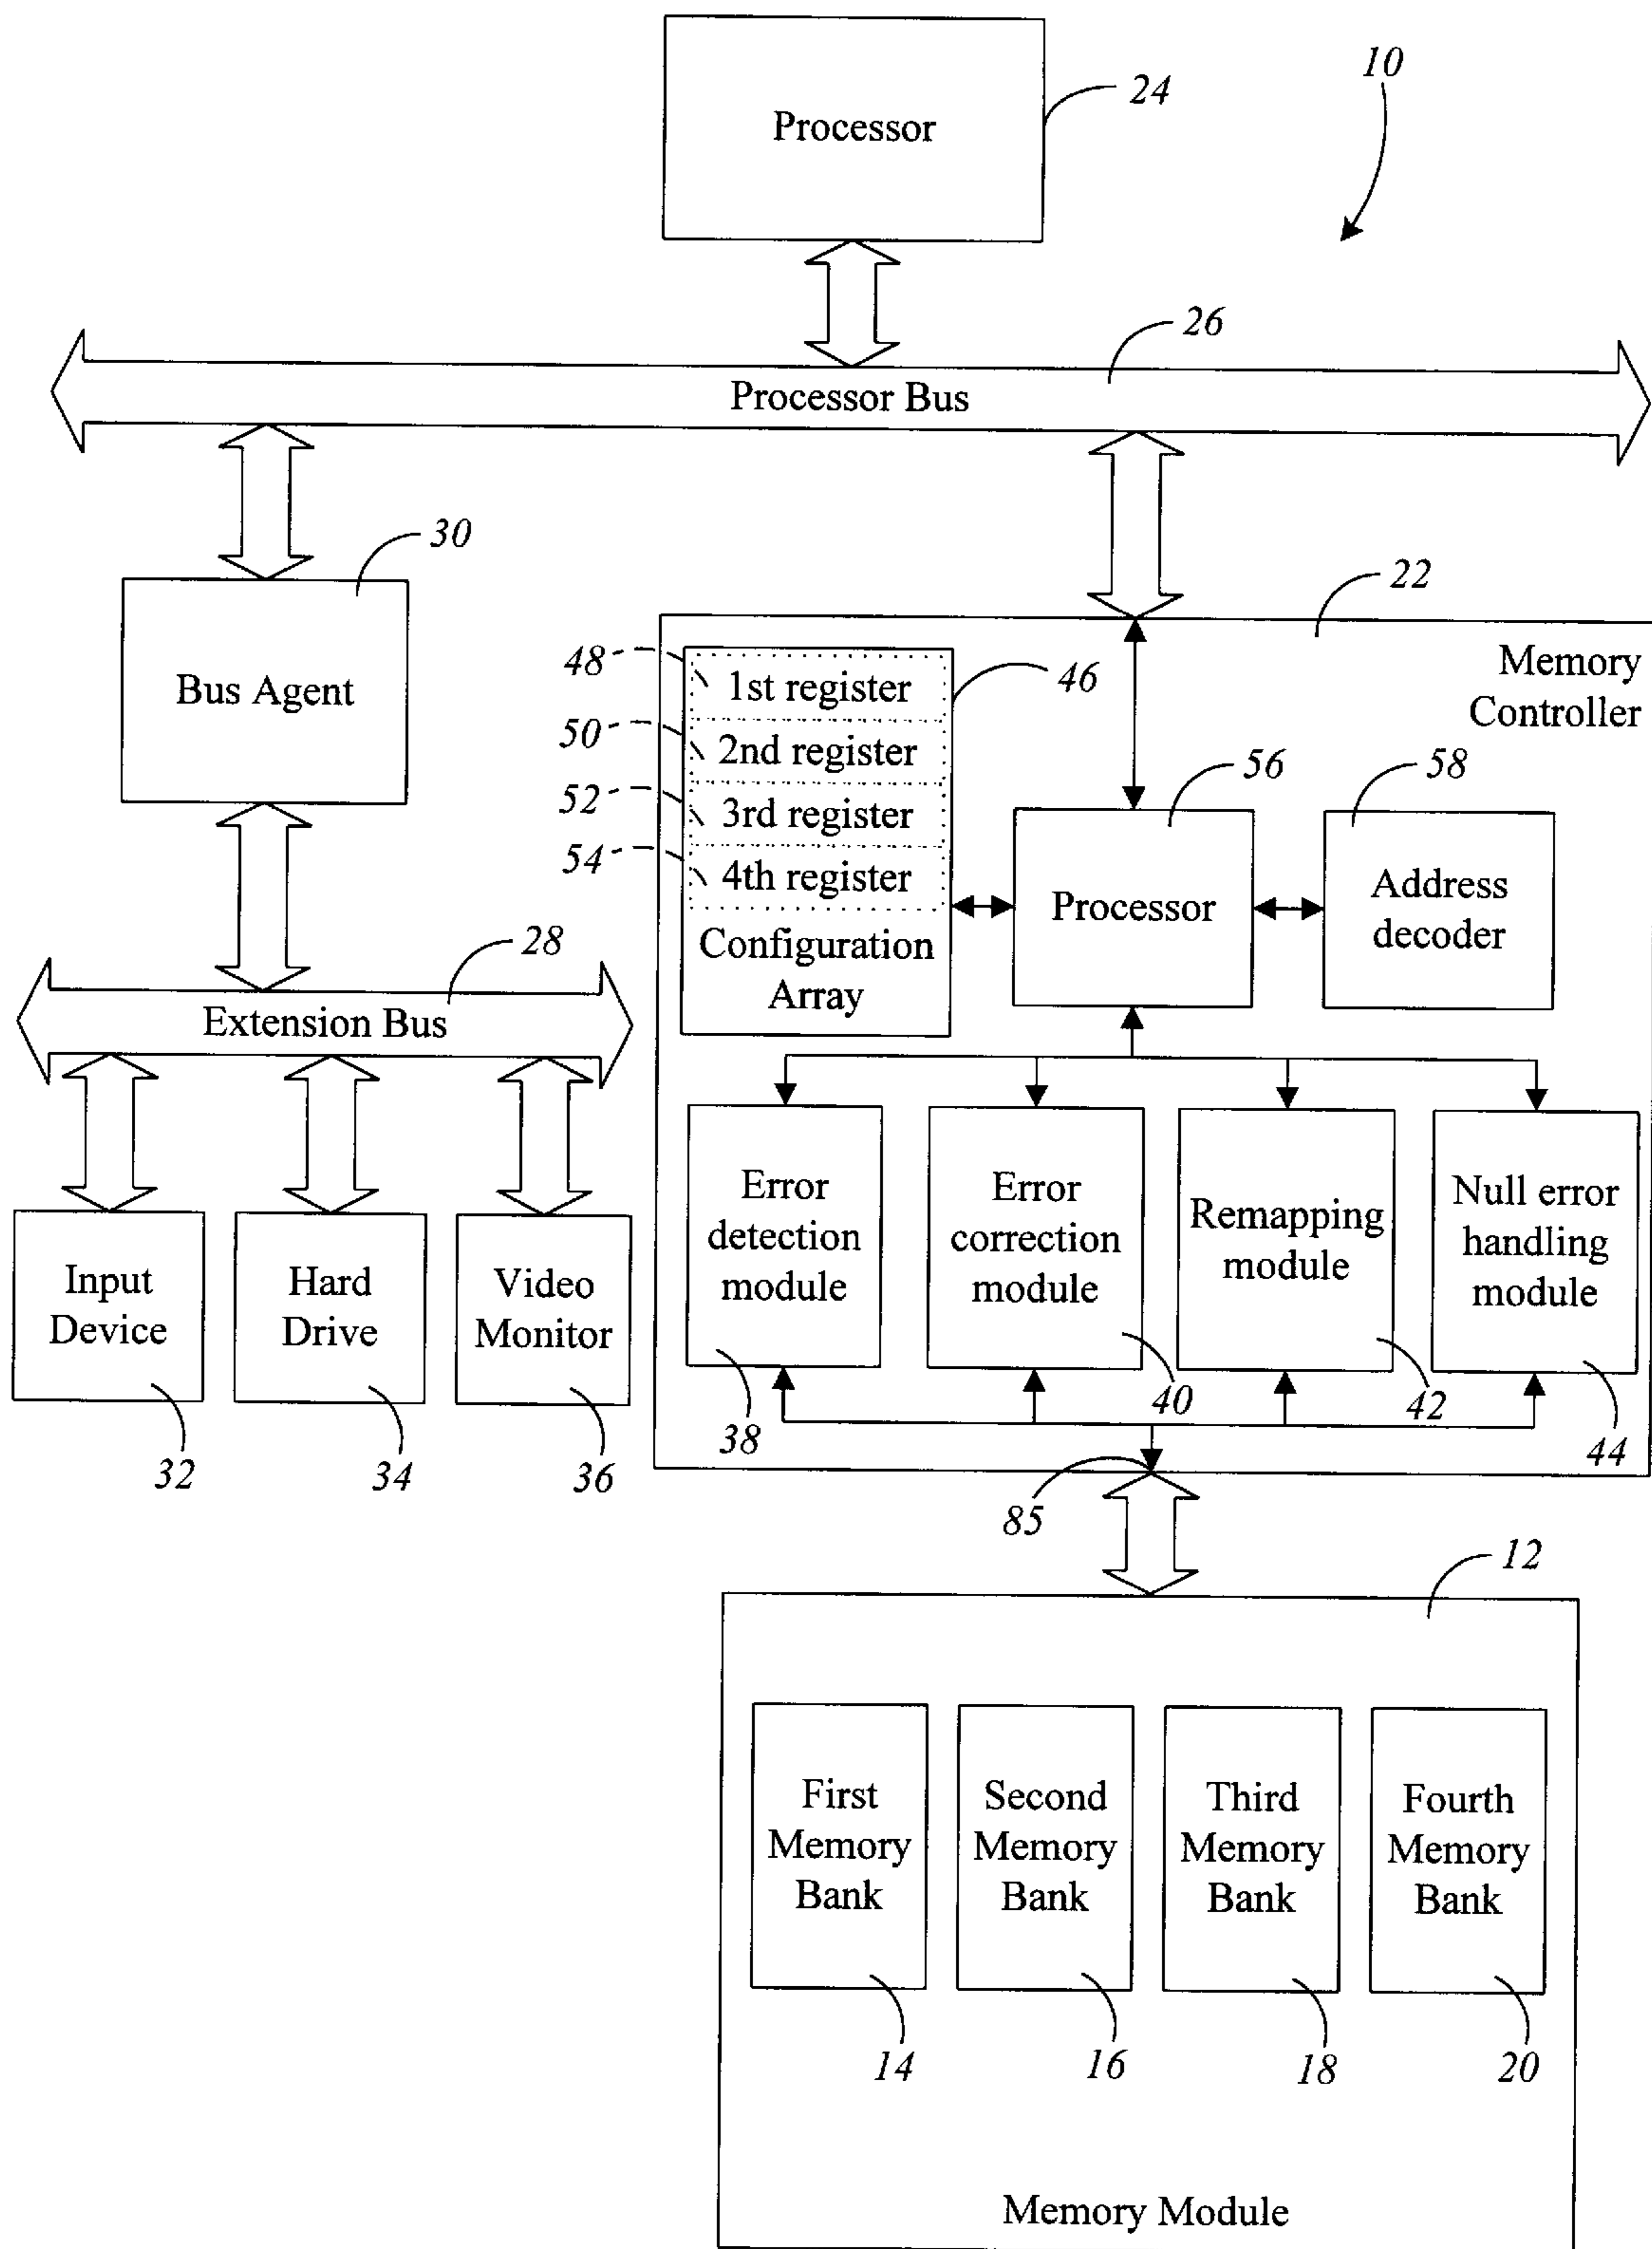 Processor
24
10
26
Processor Bus
30
Bus Agent
22
Memory
Controller
48
1st register
46
50
2nd register
52
3rd register
54
4th register
Configuration
Array
56
Processor
58
Address
decoder
28
Extension Bus
Error
detection
module
38
Error
correction
module
40
Remapping
module
42
Null error
handling
module
44
Input
Device
32
Hard
Drive
34
Video
Monitor
36
85
12
First
Memory
Bank
14
Second
Memory
Bank
16
Third
Memory
Bank
18
Fourth
Memory
Bank
20
Memory Module